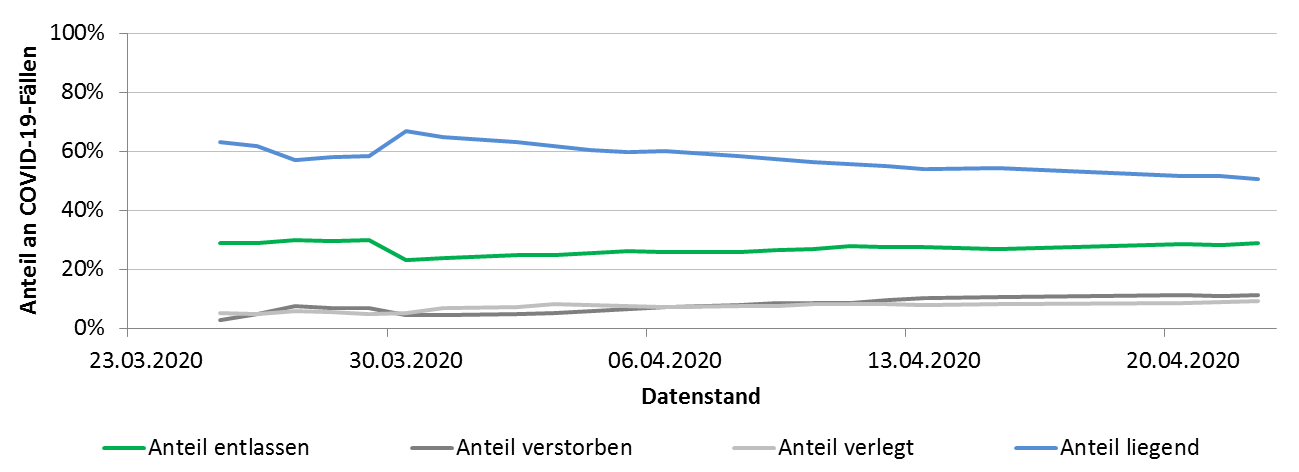 100%
80%
60%
40%
20%
0%
Anteil an COVID-19-Fällen
23.03.2020 30.03.2020 06.04.2020 13.04.2020 20.04.2020
Datenstand
Anteil entlassen Anteil verstorben Anteil verlegt Anteil liegend